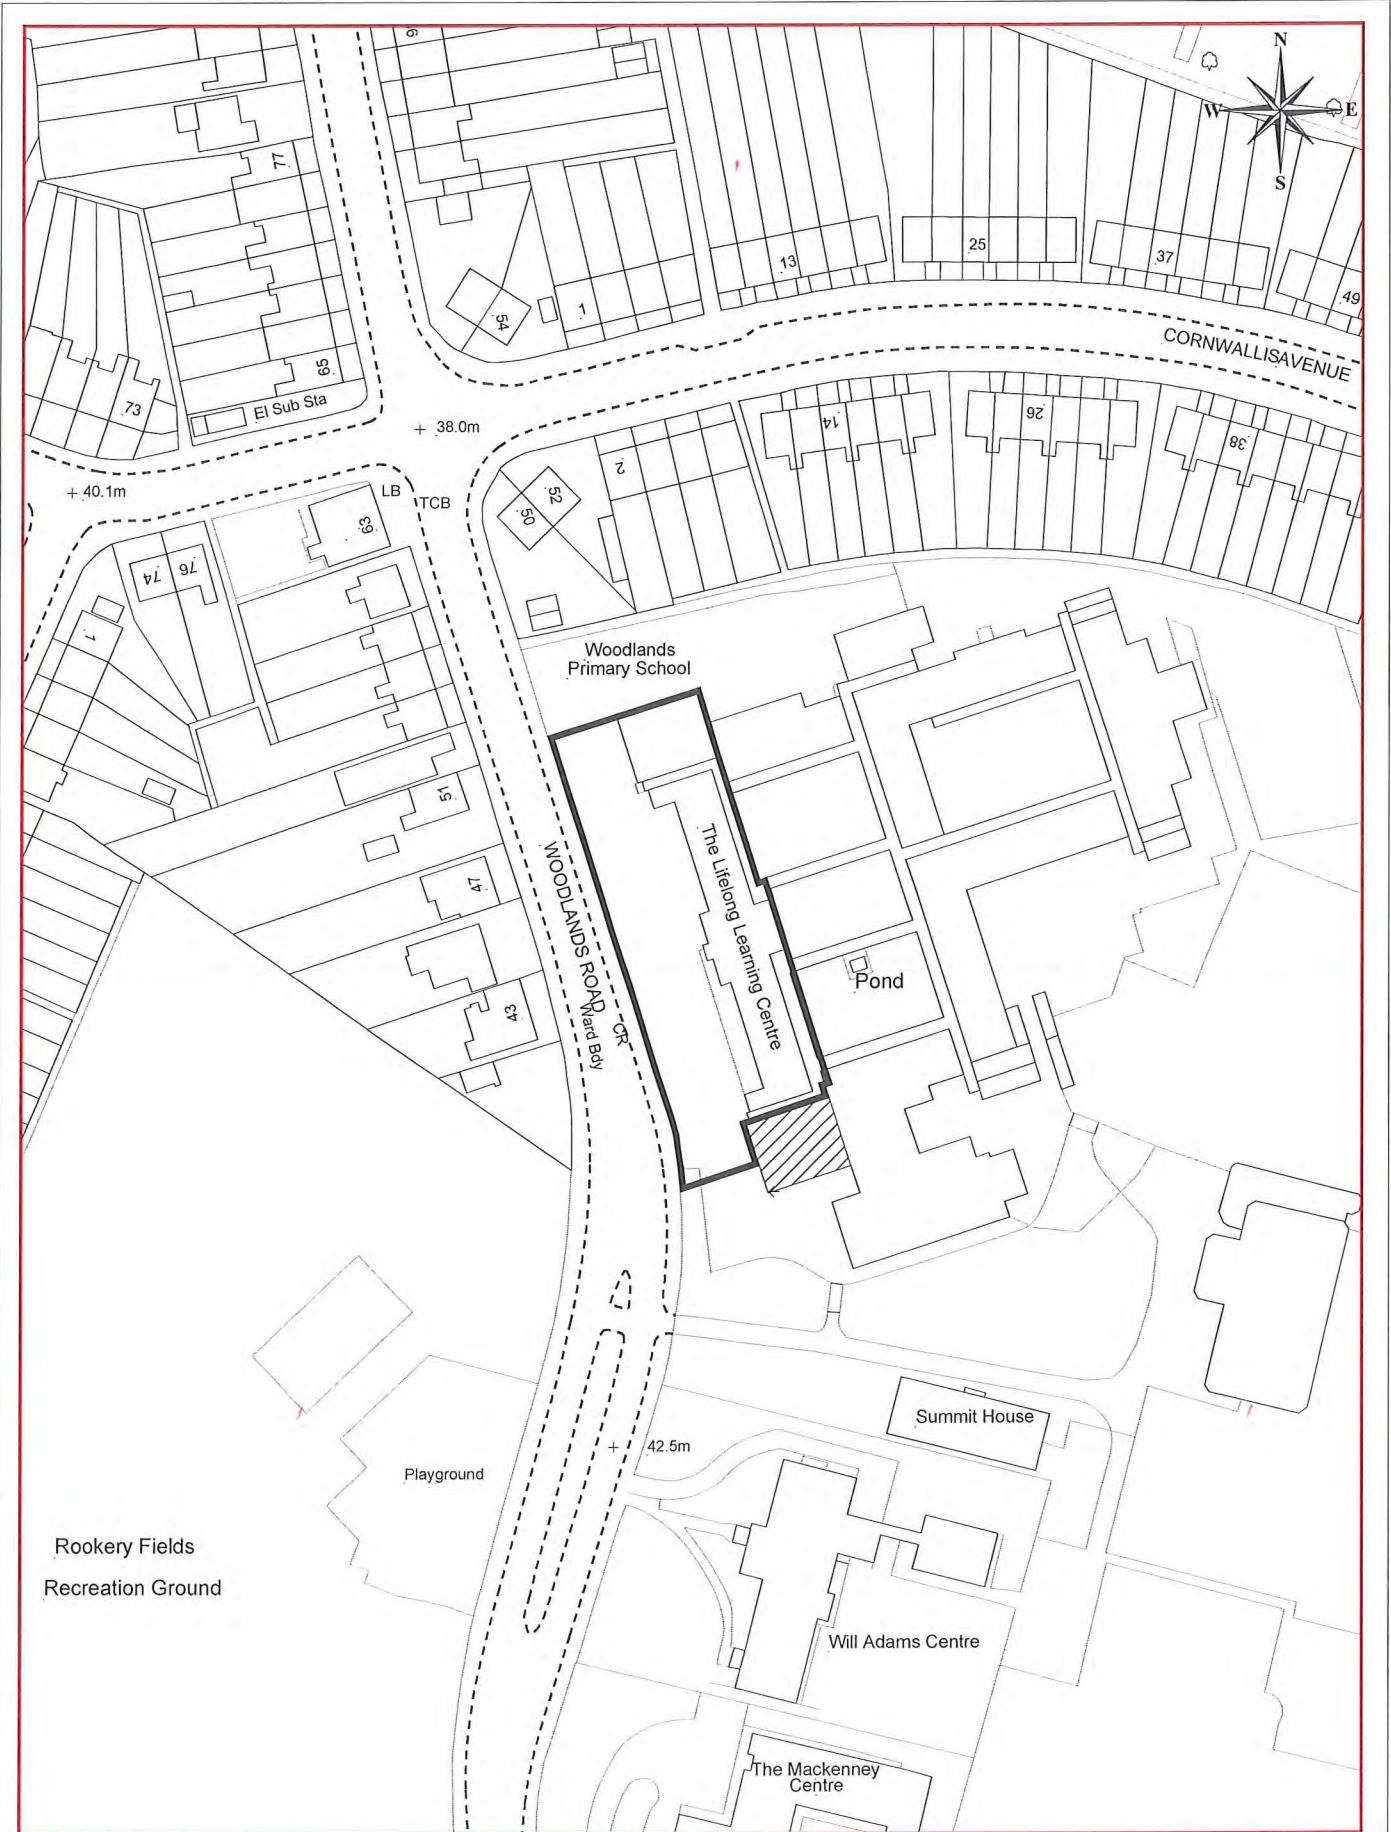 N
W E
S
9
77
13
25
37
49
54
1
CORNWALLISAVENUE
65
73
El Sub Sta
38.0m
14
26
38
2
40.1m
LB
TCB
52
50
63
74
76
1
Woodlands
Primary School
51
The Lifelong Learning Centre
WOODLANDS ROAD
47
Pond
43
CR
Ward Bdy
Summit House
42.5m
Playground
Rookery Fields
Recreation Ground
Will Adams Centre
The Mackenney
Centre